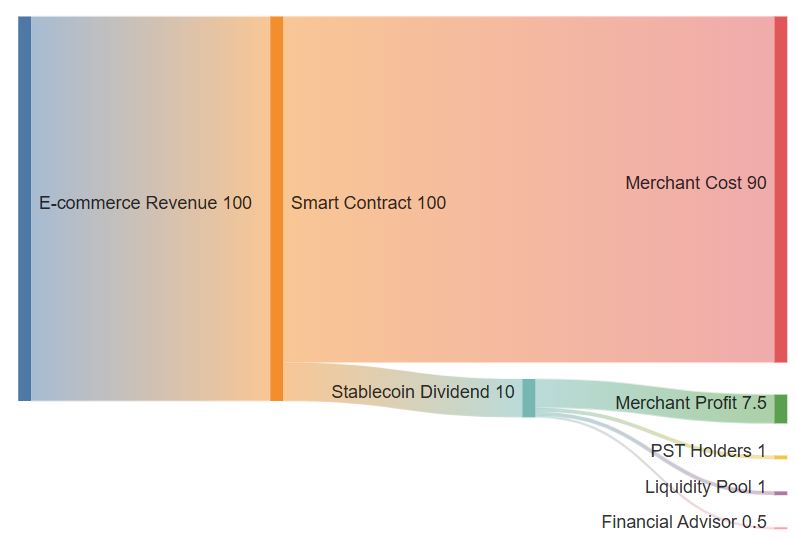 E-commerce Revenue 100
Smart Contract 100
Merchant Cost 90
Stablecoin Dividend 10
Merchant Profit 7.5
PST Holders 1
Liquidity Pool 1
Financial Advisor 0.5